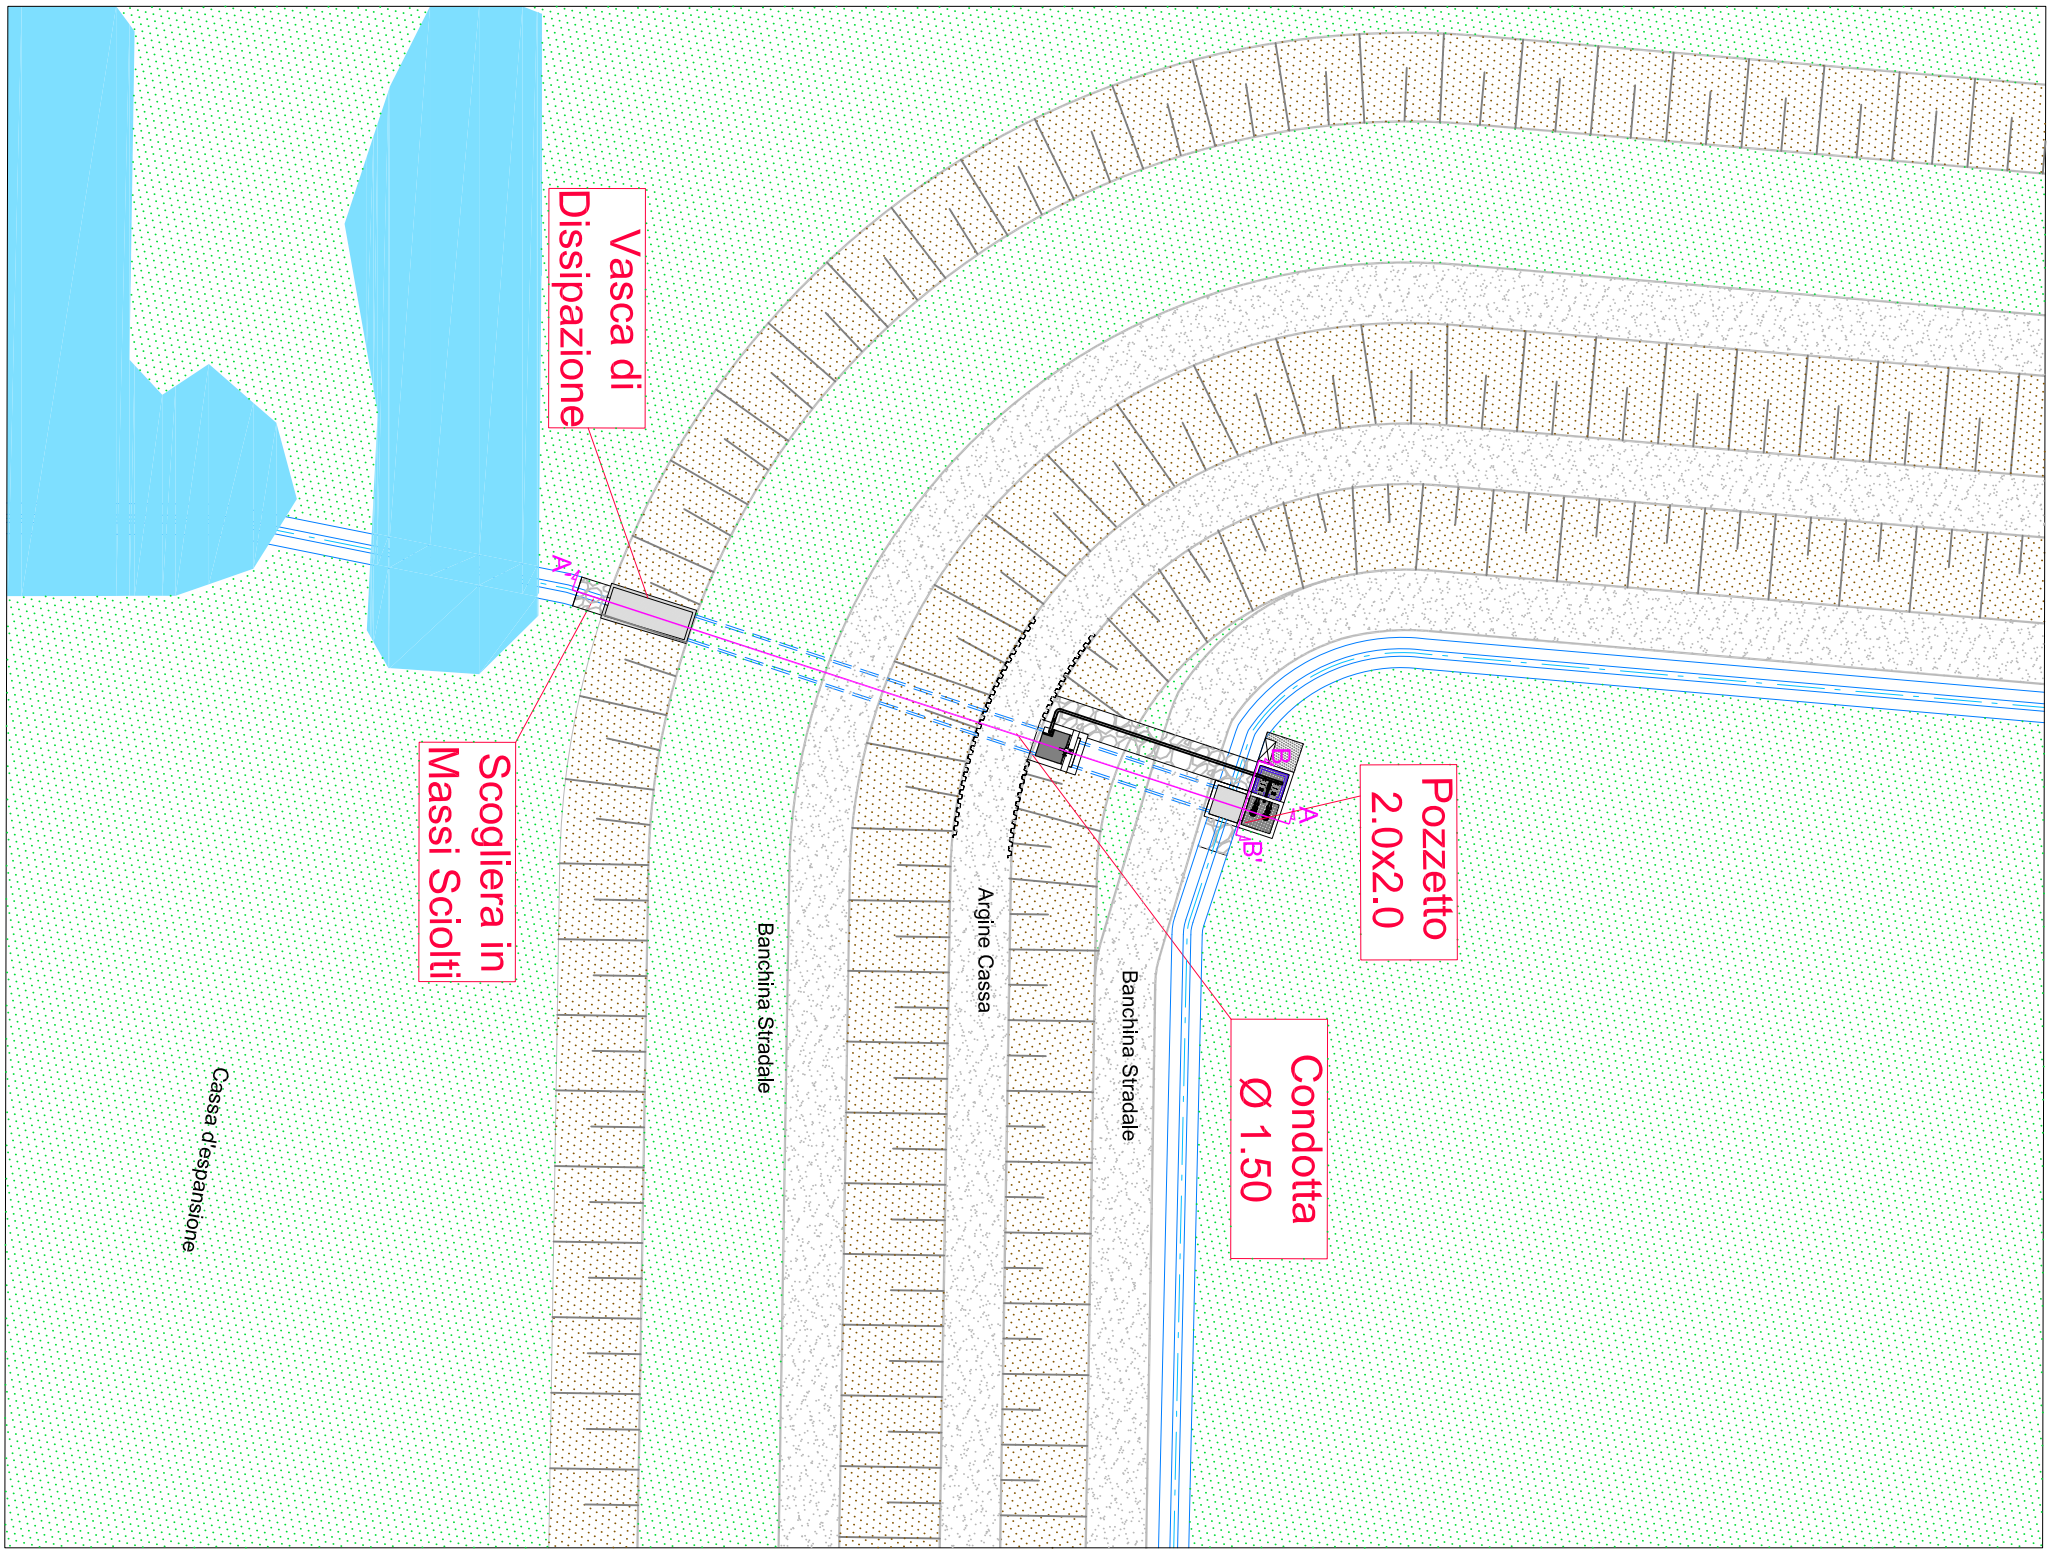 Vasca di
Dissipazione
Scogliera in
Massi Sciolti
Pozzetto
2.0x2.0
Condotta
Ø 1.50
A'
A
B
B'
Banchina Stradale
Argine Cassa
Banchina Stradale
Cassa d'espansione